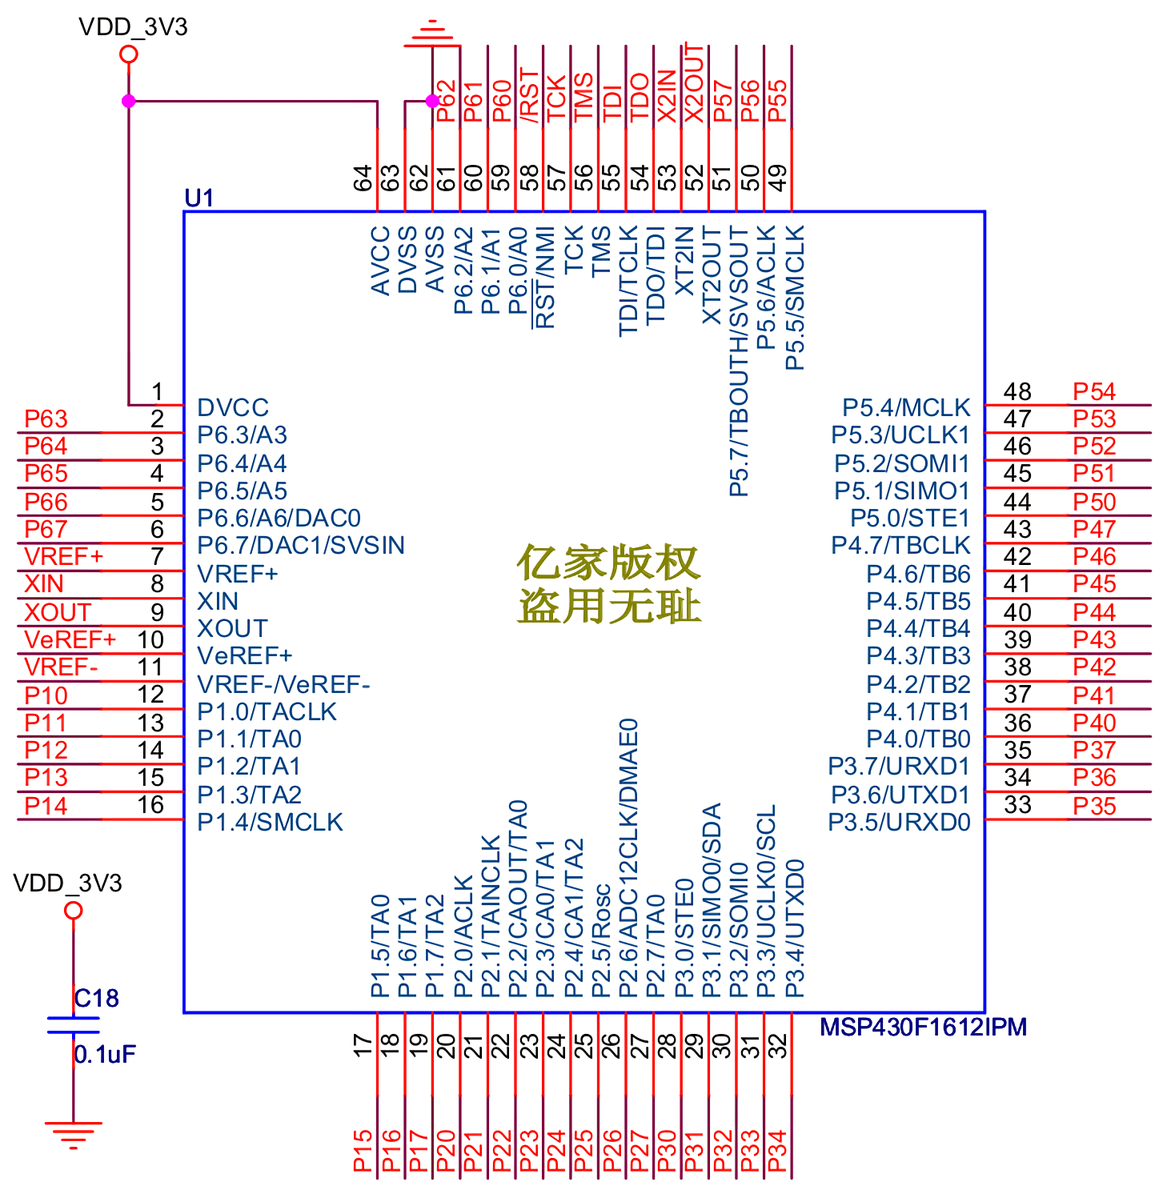 VDD_3V3
P62
P61
P60
/RST
TCK
TMS
TDI
TDO
X2IN
X2OUT
P57
P56
P55
64
63
62
61
60
59
58
57
56
55
54
53
52
51
50
49
U1
AVCC
DVSS
AVSS
P6.2/A2
P6.1/A1
P6.0/A0
RST/NMI
TCK
TMS
TDI/TCLK
TDO/TDI
XT2IN
XT2OUT
P5.7/TBOUTH/SVSOUT
P5.6/ACLK
P5.5/SMCLK
1 DVCC
P63 2 P6.3/A3
P64 3 P6.4/A4
P65 4 P6.5/A5
P66 5 P6.6/A6/DAC0
P67 6 P6.7/DAC1/SVSIN
VREF+ 7 VREF+
XIN 8 XIN
XOUT 9 XOUT
VeREF+ 10 VeREF+
VREF- 11 VREF-/VeREF-
P10 12 P1.0/TACLK
P11 13 P1.1/TA0
P12 14 P1.2/TA1
P13 15 P1.3/TA2
P14 16 P1.4/SMCLK
亿家版权
盗用无耻
P5.4/MCLK 48 P54
P5.3/UCLK1 47 P53
P5.2/SOMI1 46 P52
P5.1/SIMO1 45 P51
P5.0/STE1 44 P50
P4.7/TBCLK 43 P47
P4.6/TB6 42 P46
P4.5/TB5 41 P45
P4.4/TB4 40 P44
P4.3/TB3 39 P43
P4.2/TB2 38 P42
P4.1/TB1 37 P41
P4.0/TB0 36 P40
P3.7/URXD1 35 P37
P3.6/UTXD1 34 P36
P3.5/URXD0 33 P35
P1.5/TA0
P1.6/TA1
P1.7/TA2
P2.0/ACLK
P2.1/TAINCLK
P2.2/CAOUT/TA0
P2.3/CA0/TA1
P2.4/CA1/TA2
P2.5/Rosc
P2.6/ADC12CLK/DMAE0
P2.7/TA0
P3.0/STE0
P3.1/SIMO0/SDA
P3.2/SOMI0
P3.3/UCLK0/SCL
P3.4/UTXD0
MSP430F1612IPM
17
18
19
20
21
22
23
24
25
26
27
28
29
30
31
32
P15
P16
P17
P20
P21
P22
P23
P24
P25
P26
P27
P30
P31
P32
P33
P34
VDD_3V3
C18
0.1uF